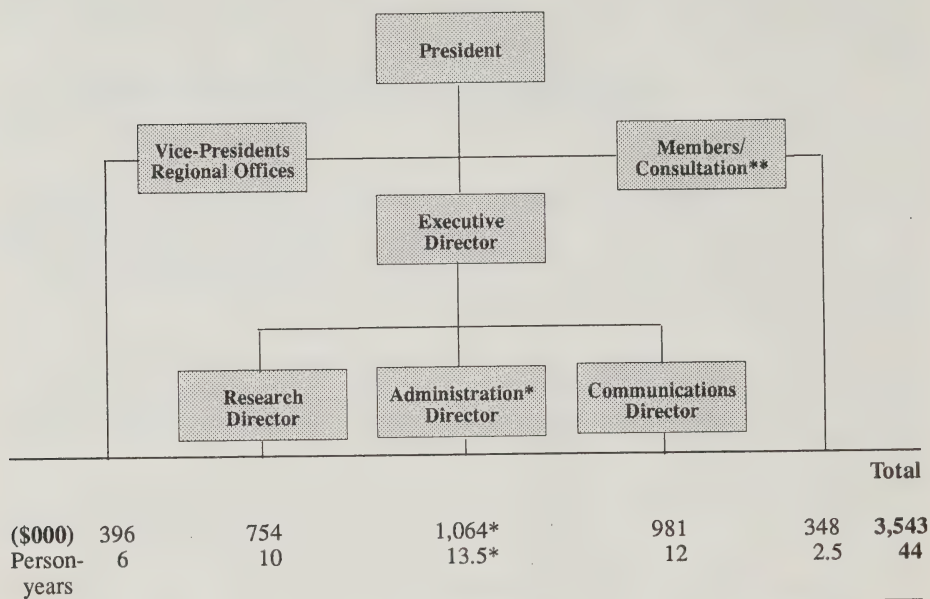 President
Vice-Presidents
Regional Offices
Members/
Consultation**
Executive
Director
Research
Director
Administration*
Director
Communications
Director
Total
($000) 396 754 1,064* 981 348 3,543
Person- 6 10 13.5* 12 2.5 44
years